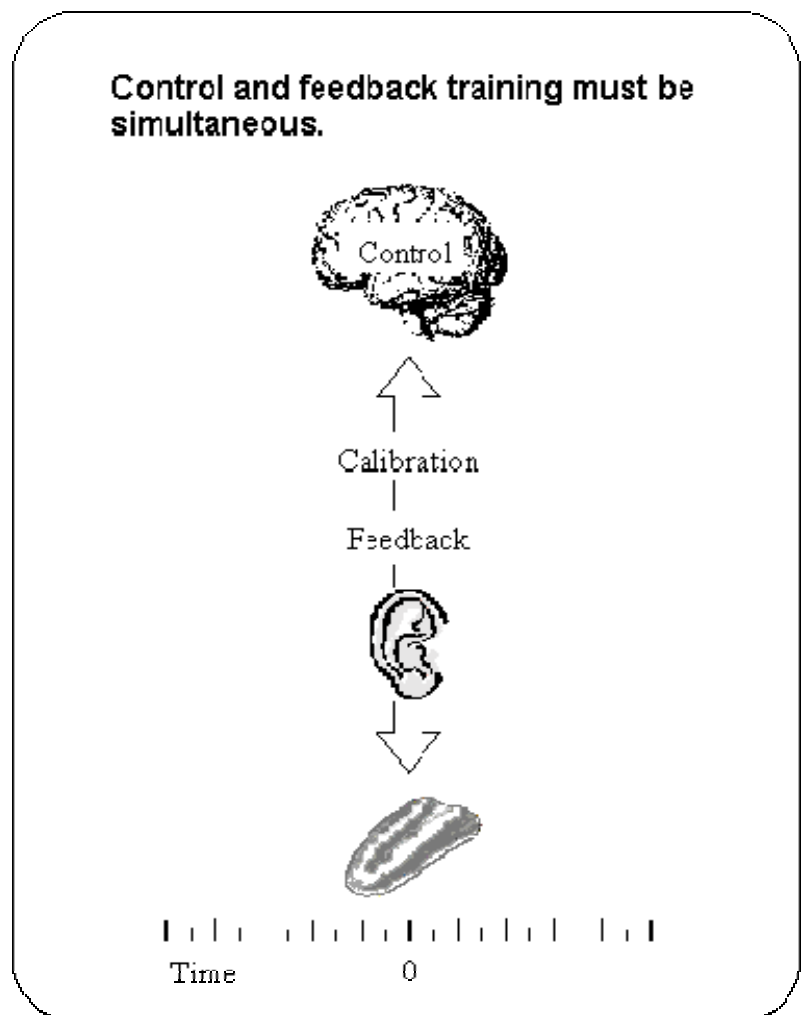 Control and feedback training must be
simultaneous.
Control
Calibration
Feedback
Time 0